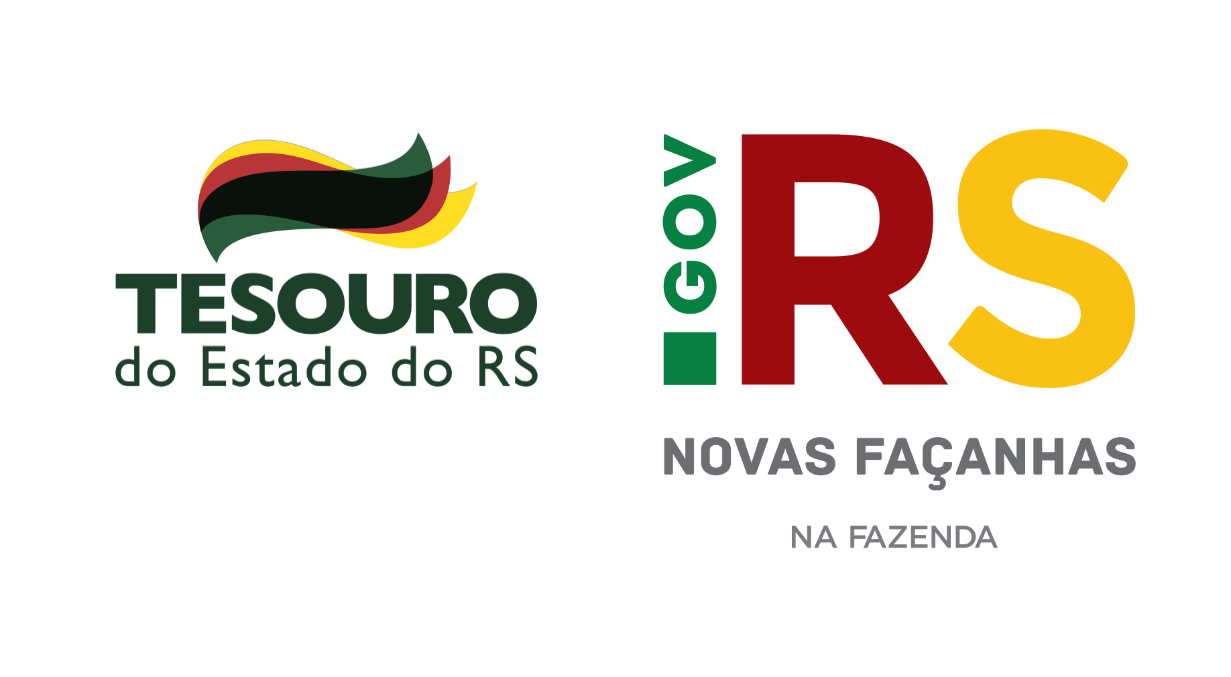 TESOURO
do Estado do RS
GOV
RS
NOVAS FAÇANHAS
NA FAZENDA